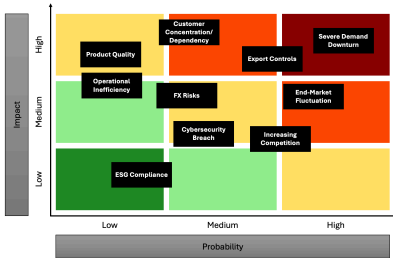 High
Medium
Low
Impact
Customer
Concentration/
Dependency
Severe Demand
Downturn
Product Quality
Export Controls
Operational
Inefficiency
FX Risks
End-Market
Fluctuation
Cybersecurity
Breach
Increasing
Competition
ESG Compliance
Low
Medium
High
Probability